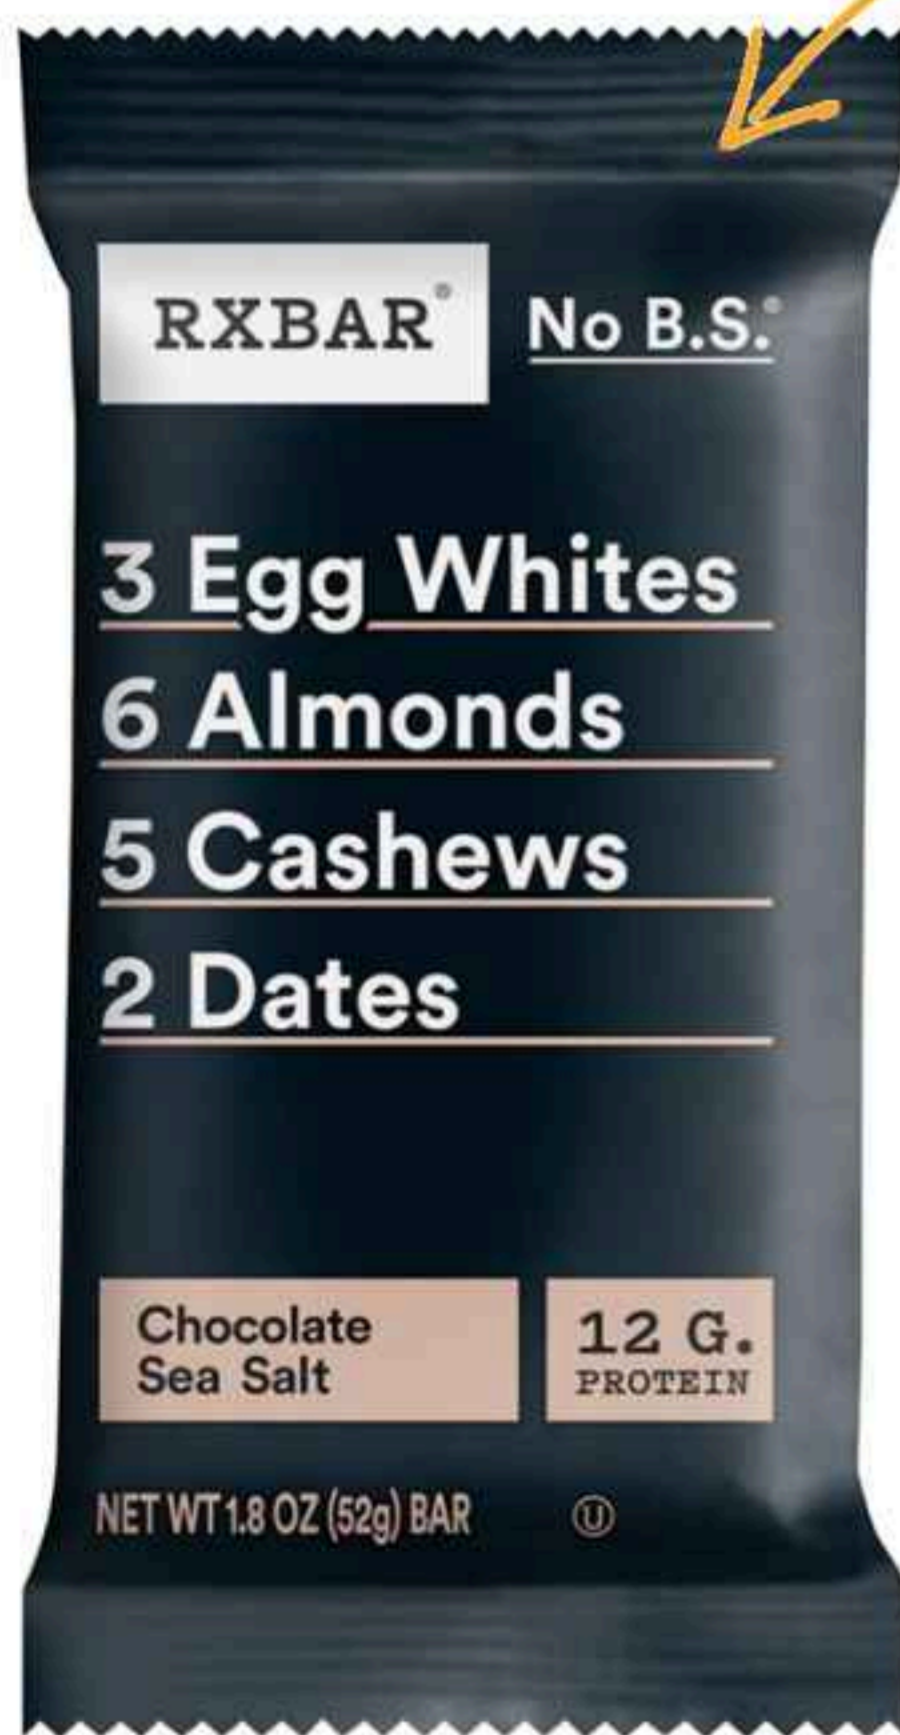 RXBAR®
No B.S.®
3 Egg Whites
6 Almonds
5 Cashews
2 Dates
Chocolate
Sea Salt
12 G.
PROTEIN
NET WT 1.8 OZ (52g) BAR
U